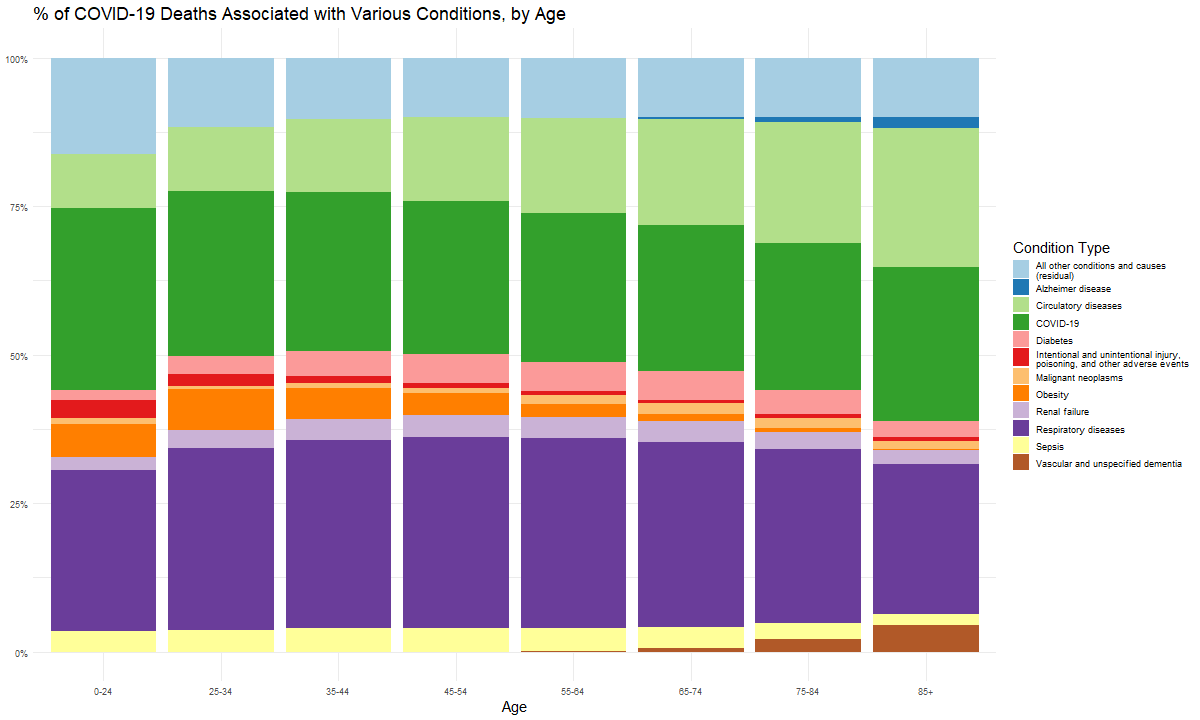 % of COVID-19 Deaths Associated with Various Conditions, by Age
100%
75%
50%
25%
0%
0-24
25-34
35-44
45-54
55-64
65-74
75-84
85+
Age
Condition Type
All other conditions and causes
(residual)
Alzheimer disease
Circulatory diseases
COVID-19
Diabetes
Intentional and unintentional injury,
poisoning, and other adverse events
Malignant neoplasms
Obesity
Renal failure
Respiratory diseases
Sepsis
Vascular and unspecified dementia